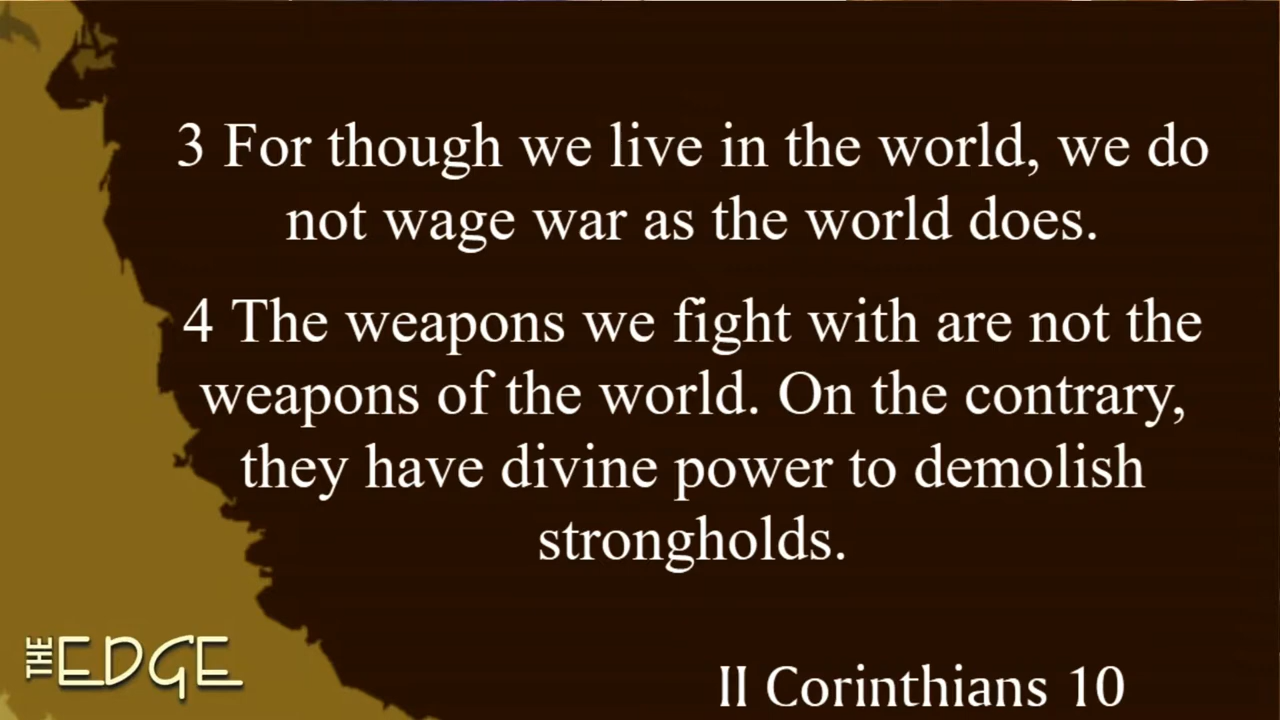 3 For though we live in the world, we do
not wage war as the world does.
4 The weapons we fight with are not the
weapons of the world. On the contrary,
they have divine power to demolish
strongholds.
THE EDGE
II Corinthians 10